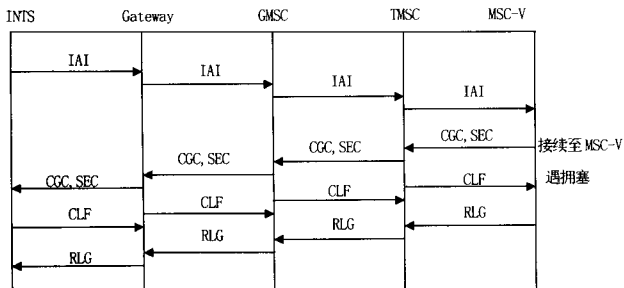 INTS Gateway GMSC TMSC MSC-V
IAI
IAI
IAI
IAI
CGC, SEC 接续至 MSC-V
CGC, SEC
CGC, SEC
CGC, SEC
CLF 遇拥塞
CLF
CLF
CLF
RLG
RLG
RLG
RLG